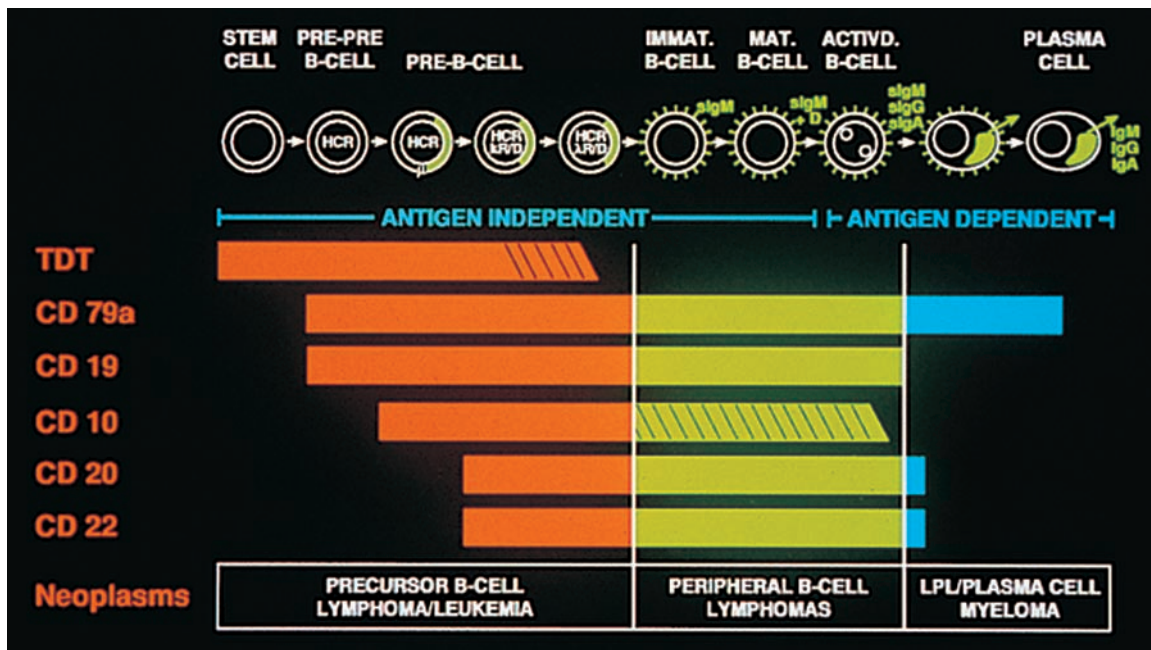 STEM CELL
PRE-PRE B-CELL
PRE-B-CELL
IMMAT. B-CELL
MAT. B-CELL
ACTIVD. B-CELL
PLASMA CELL
HCR
HCR
μ
HCR
κR/D
HCR
λR/D
sIgM
sIgM
+ D
sIgM
sIgG
sIgA
IgM
IgG
IgA
ANTIGEN INDEPENDENT
ANTIGEN DEPENDENT
TDT
CD 79a
CD 19
CD 10
CD 20
CD 22
Neoplasms
PRECURSOR B-CELL
LYMPHOMA/LEUKEMIA
PERIPHERAL B-CELL
LYMPHOMAS
LPL/PLASMA CELL
MYELOMA